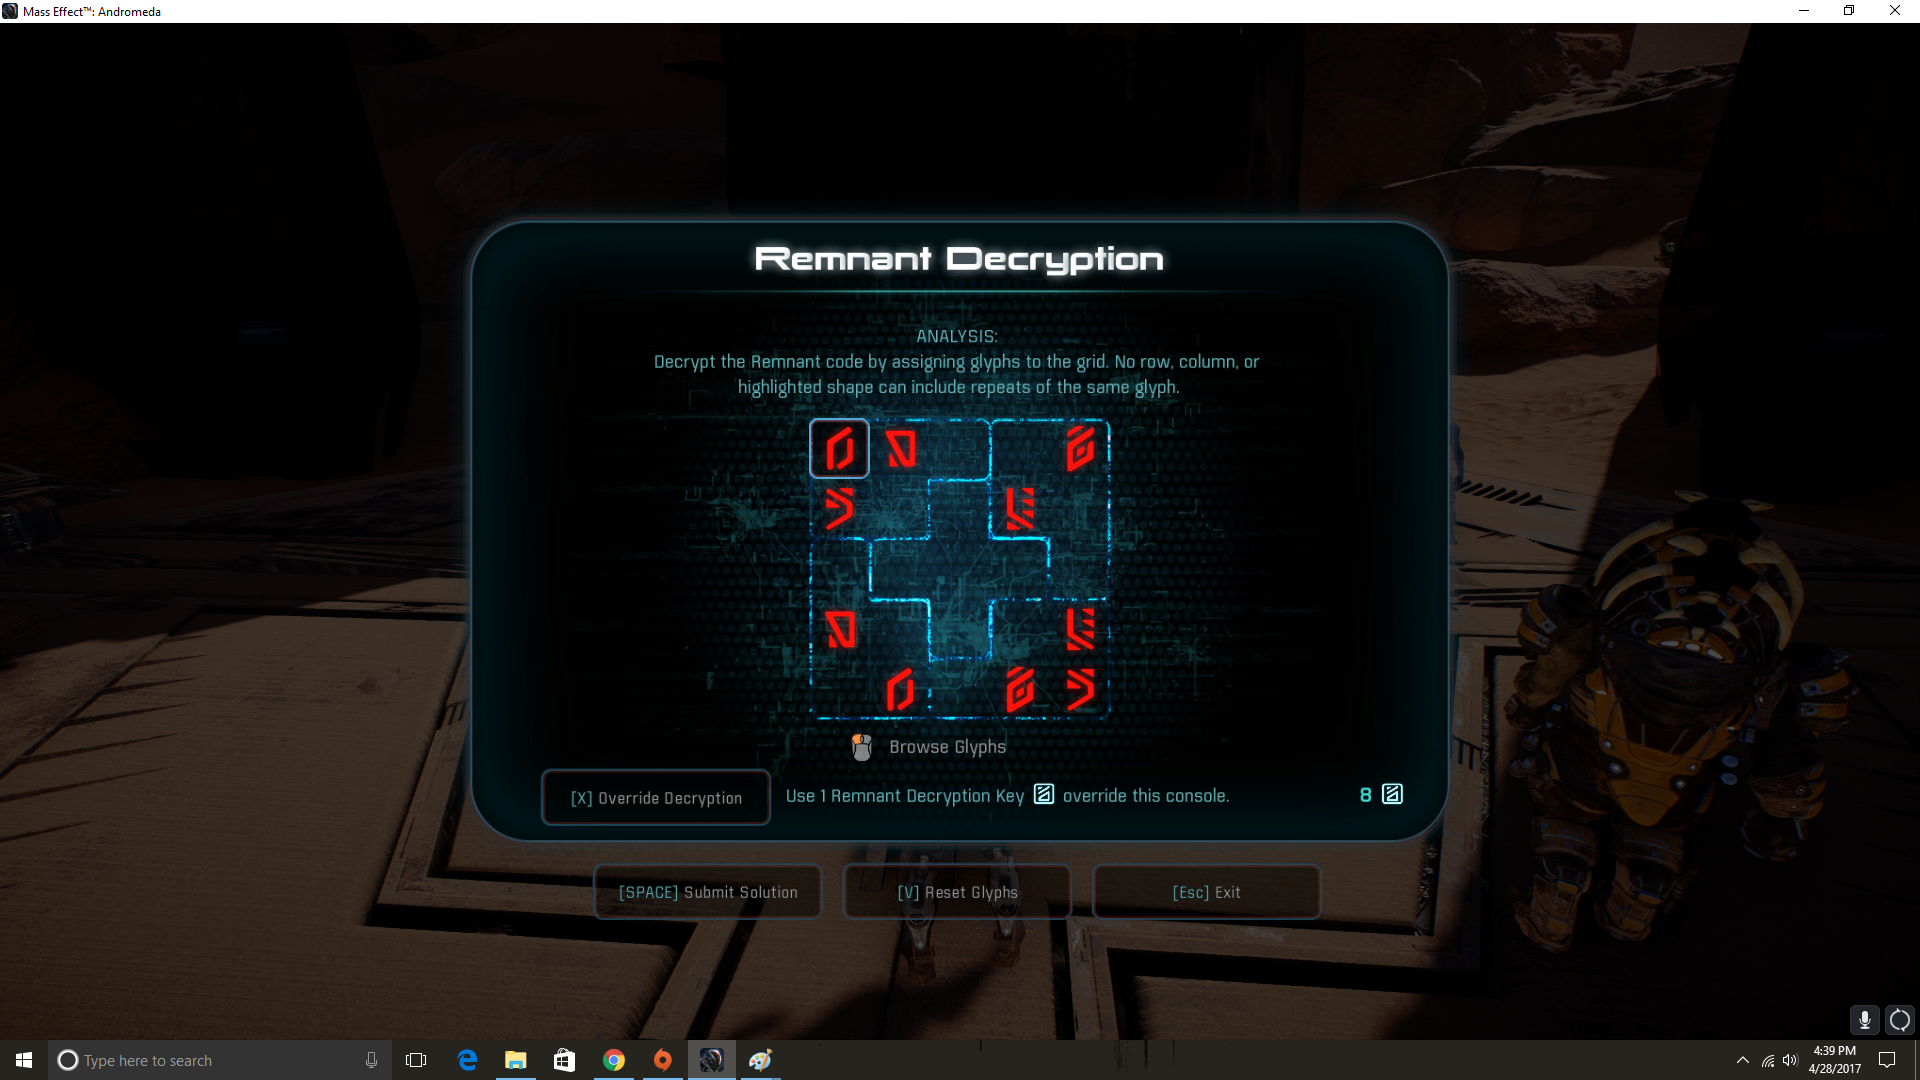 Mass Effect™: Andromeda
Remnant Decryption
ANALYSIS:
Decrypt the Remnant code by assigning glyphs to the grid. No row, column, or
highlighted shape can include repeats of the same glyph.
Browse Glyphs
[X] Override Decryption
Use 1 Remnant Decryption Key override this console.
8
[SPACE] Submit Solution
[V] Reset Glyphs
[Esc] Exit
Type here to search
4:39 PM
4/28/2017